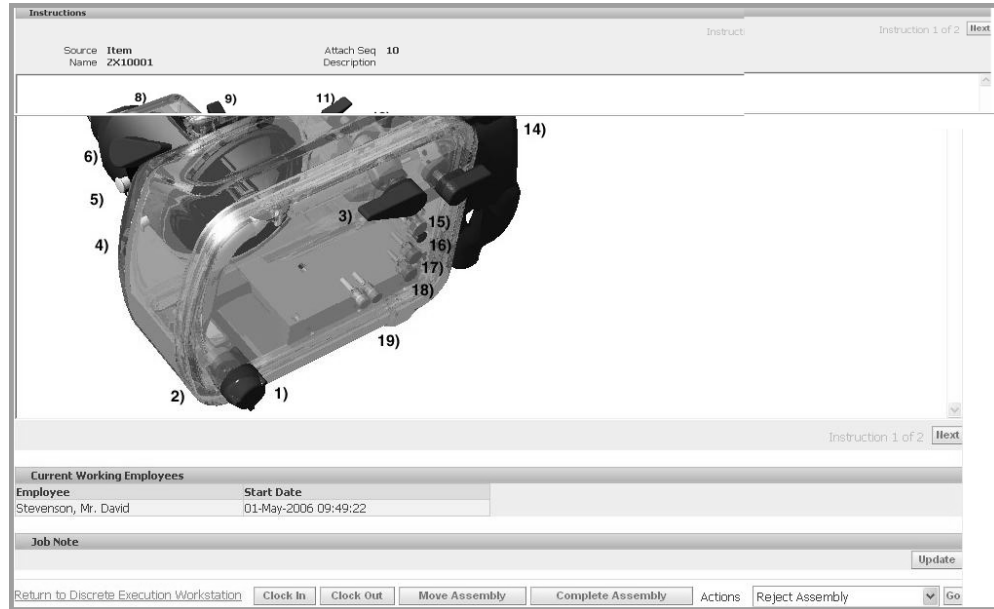 Instructions
Instruct
Instruction 1 of 2 Next
Source Item Attach Seq 10
Name 2X10001 Description
8) 9) 11)
14)
6)
5)
3) 15)
4) 16)
17)
18)
19)
2) 1)
Instruction 1 of 2 Next
Current Working Employees
Employee Start Date
Stevenson, Mr. David 01-May-2006 09:49:22
Job Note
Update
Return to Discrete Execution Workstation Clock In Clock Out Move Assembly Complete Assembly Actions Reject Assembly Go